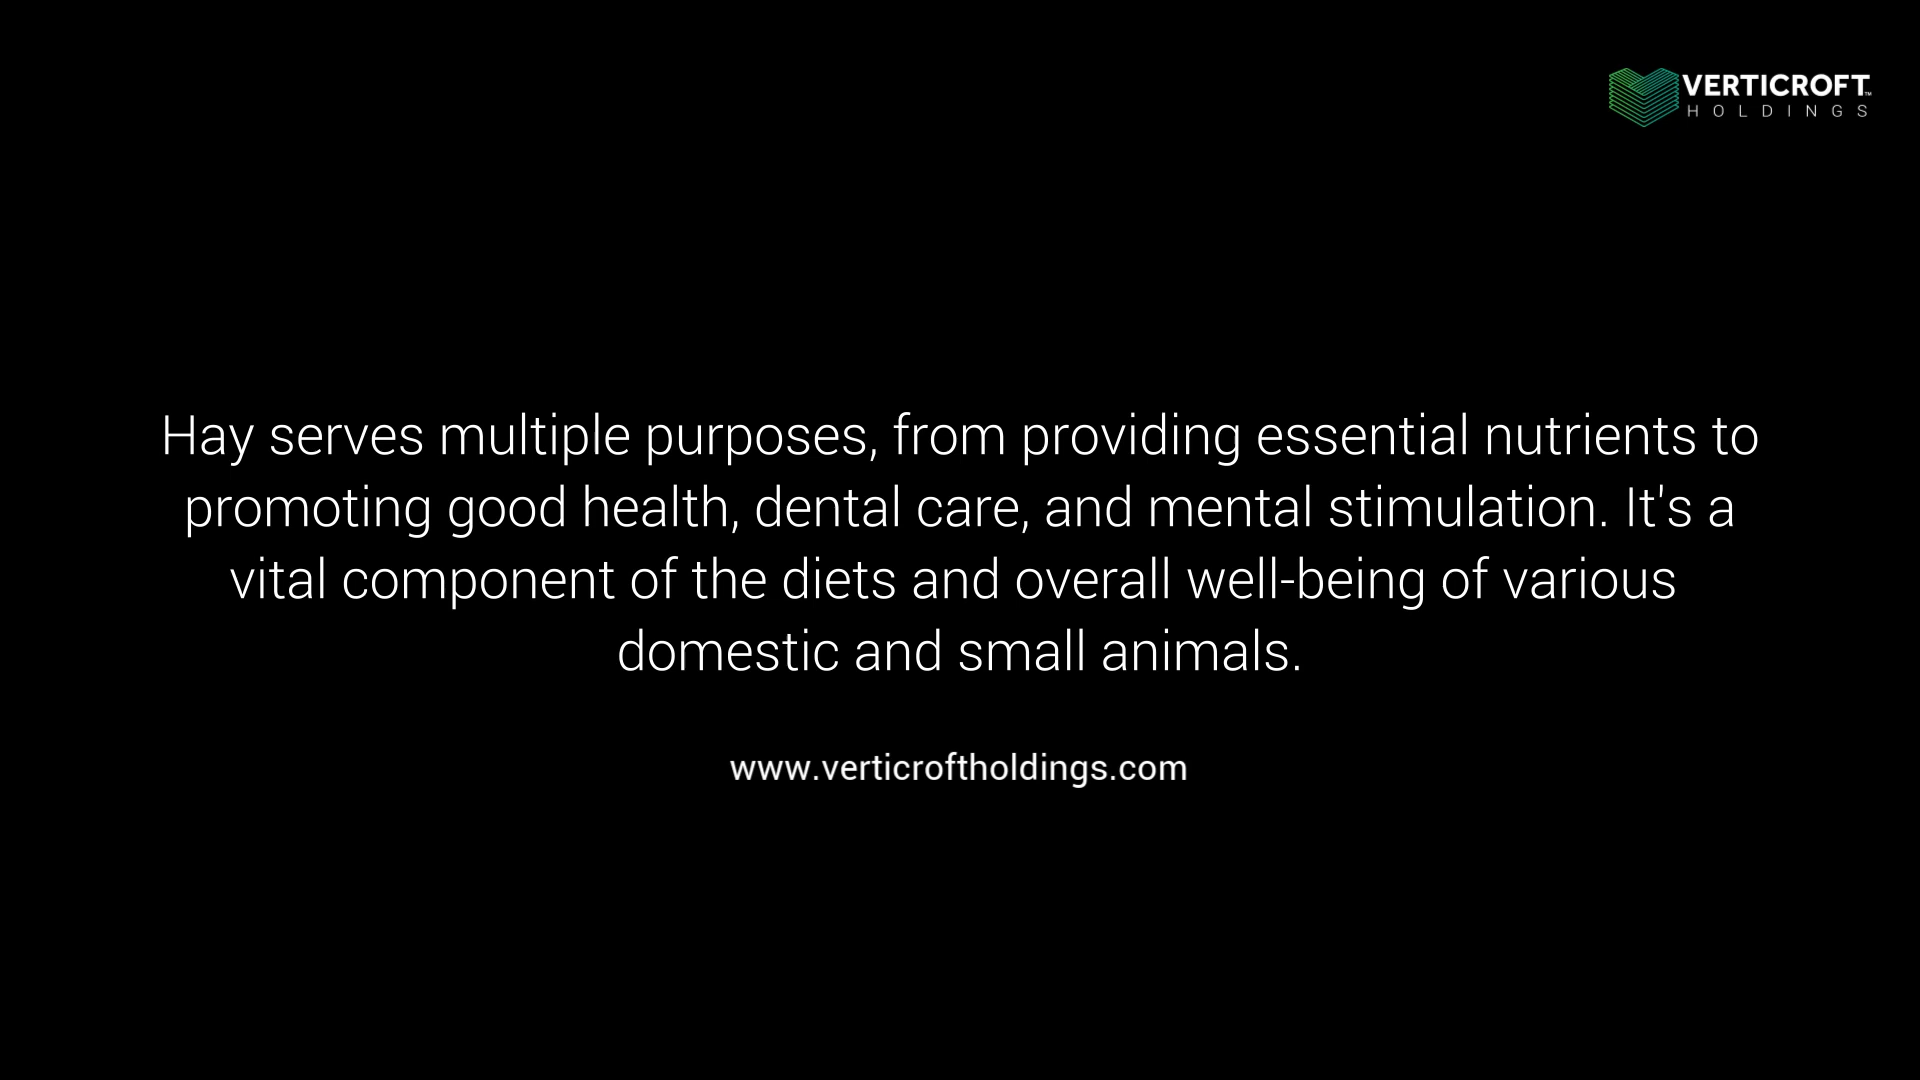 VERTICROFT™
HOLDINGS
Hay serves multiple purposes, from providing essential nutrients to
promoting good health, dental care, and mental stimulation. It's a
vital component of the diets and overall well-being of various
domestic and small animals.
www.verticroftholdings.com